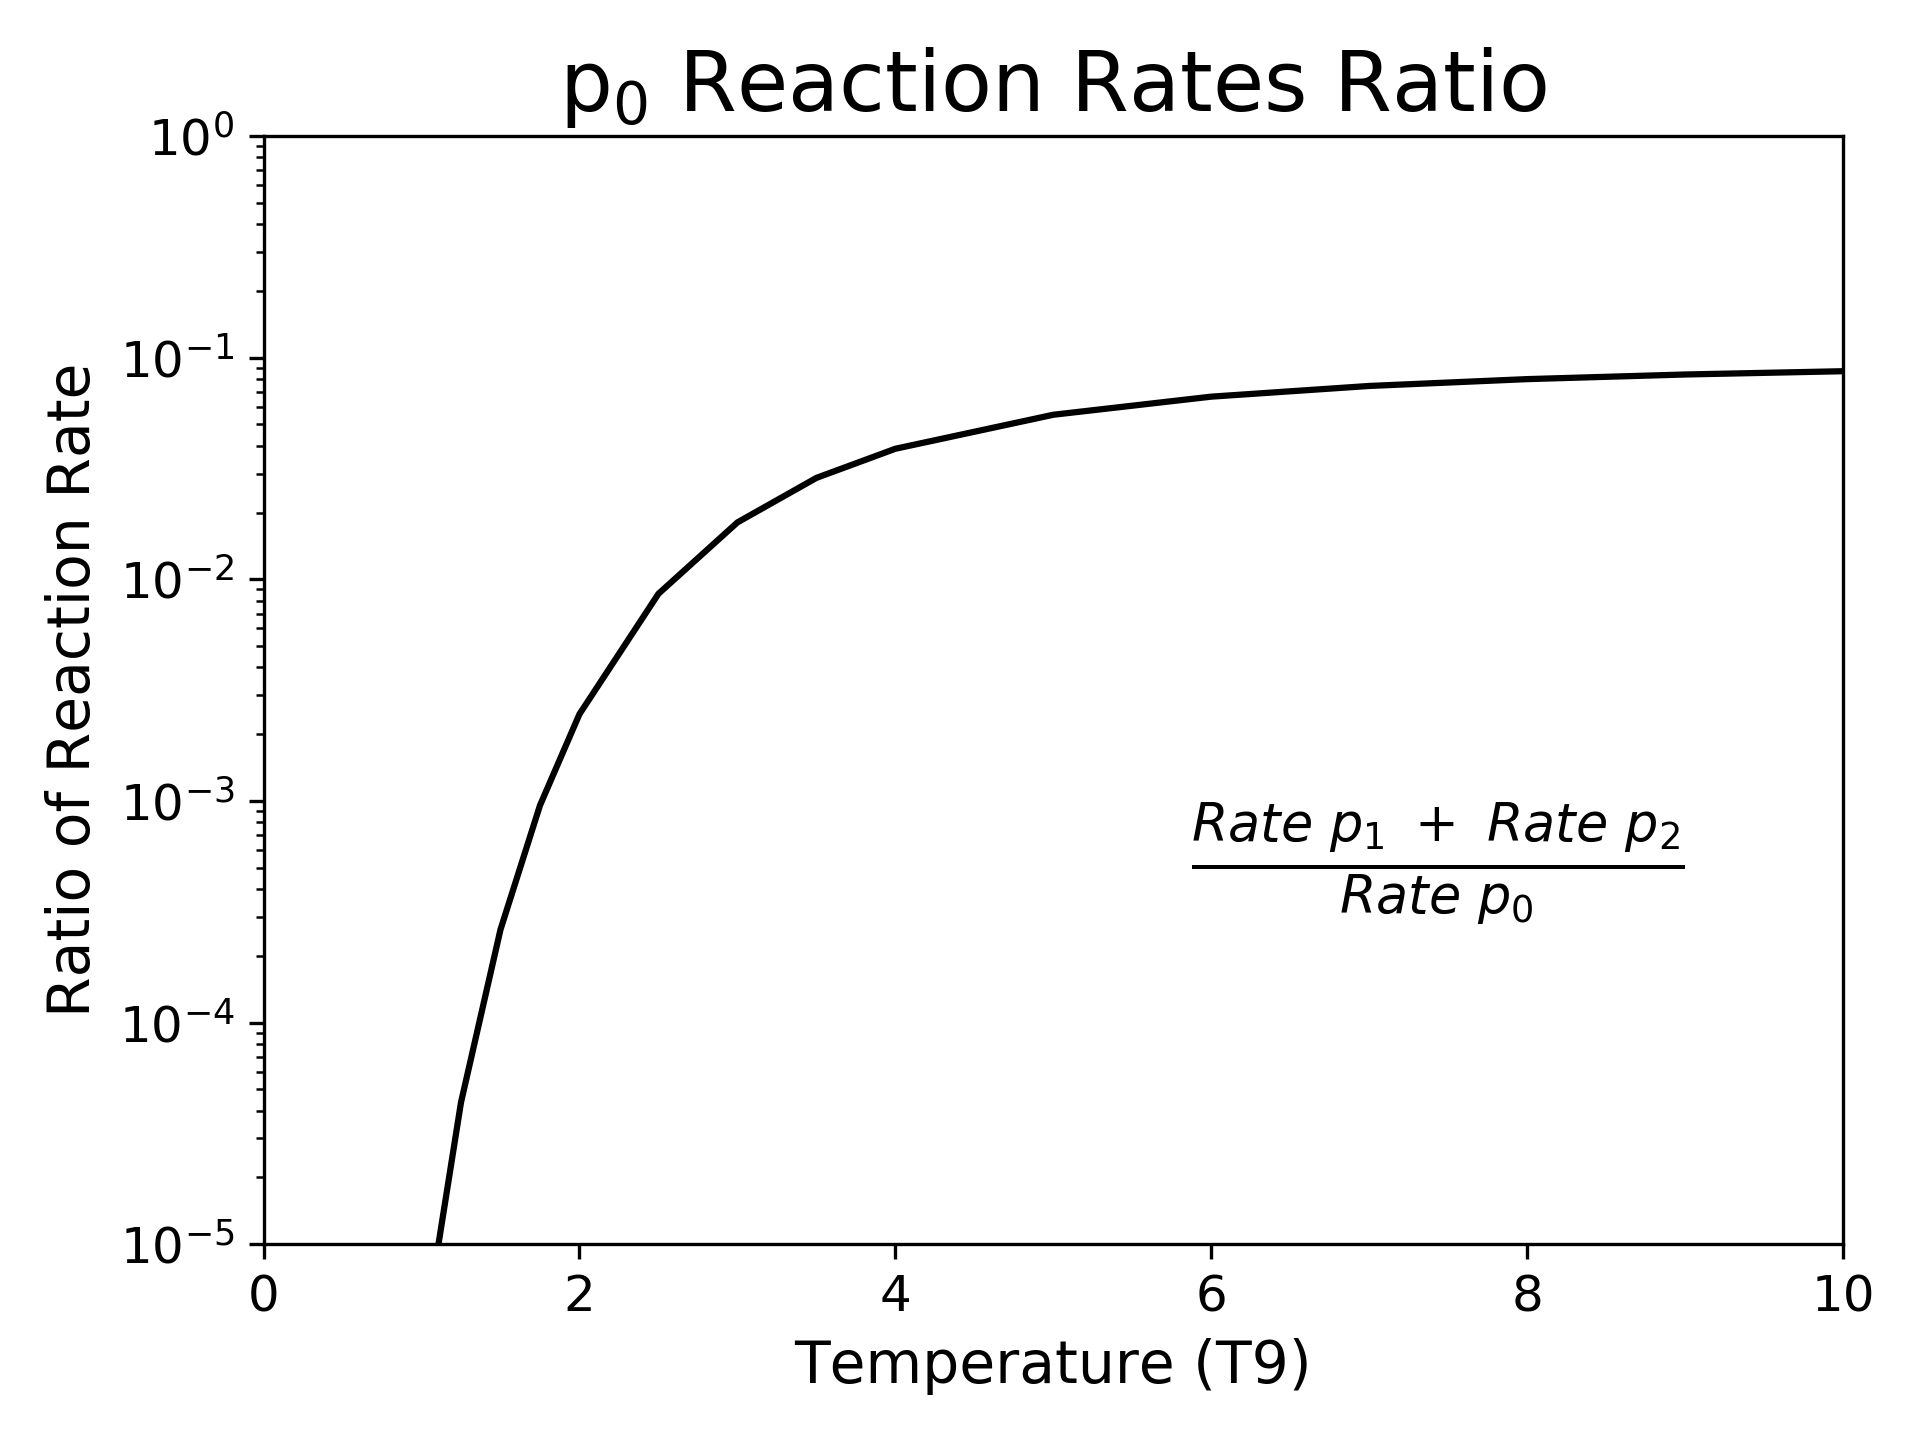 p₀ Reaction Rates Ratio
10⁰
10⁻¹
10⁻²
10⁻³
10⁻⁴
10⁻⁵
Ratio of Reaction Rate
Rate p₁ + Rate p₂
Rate p₀
0 2 4 6 8 10
Temperature (T9)